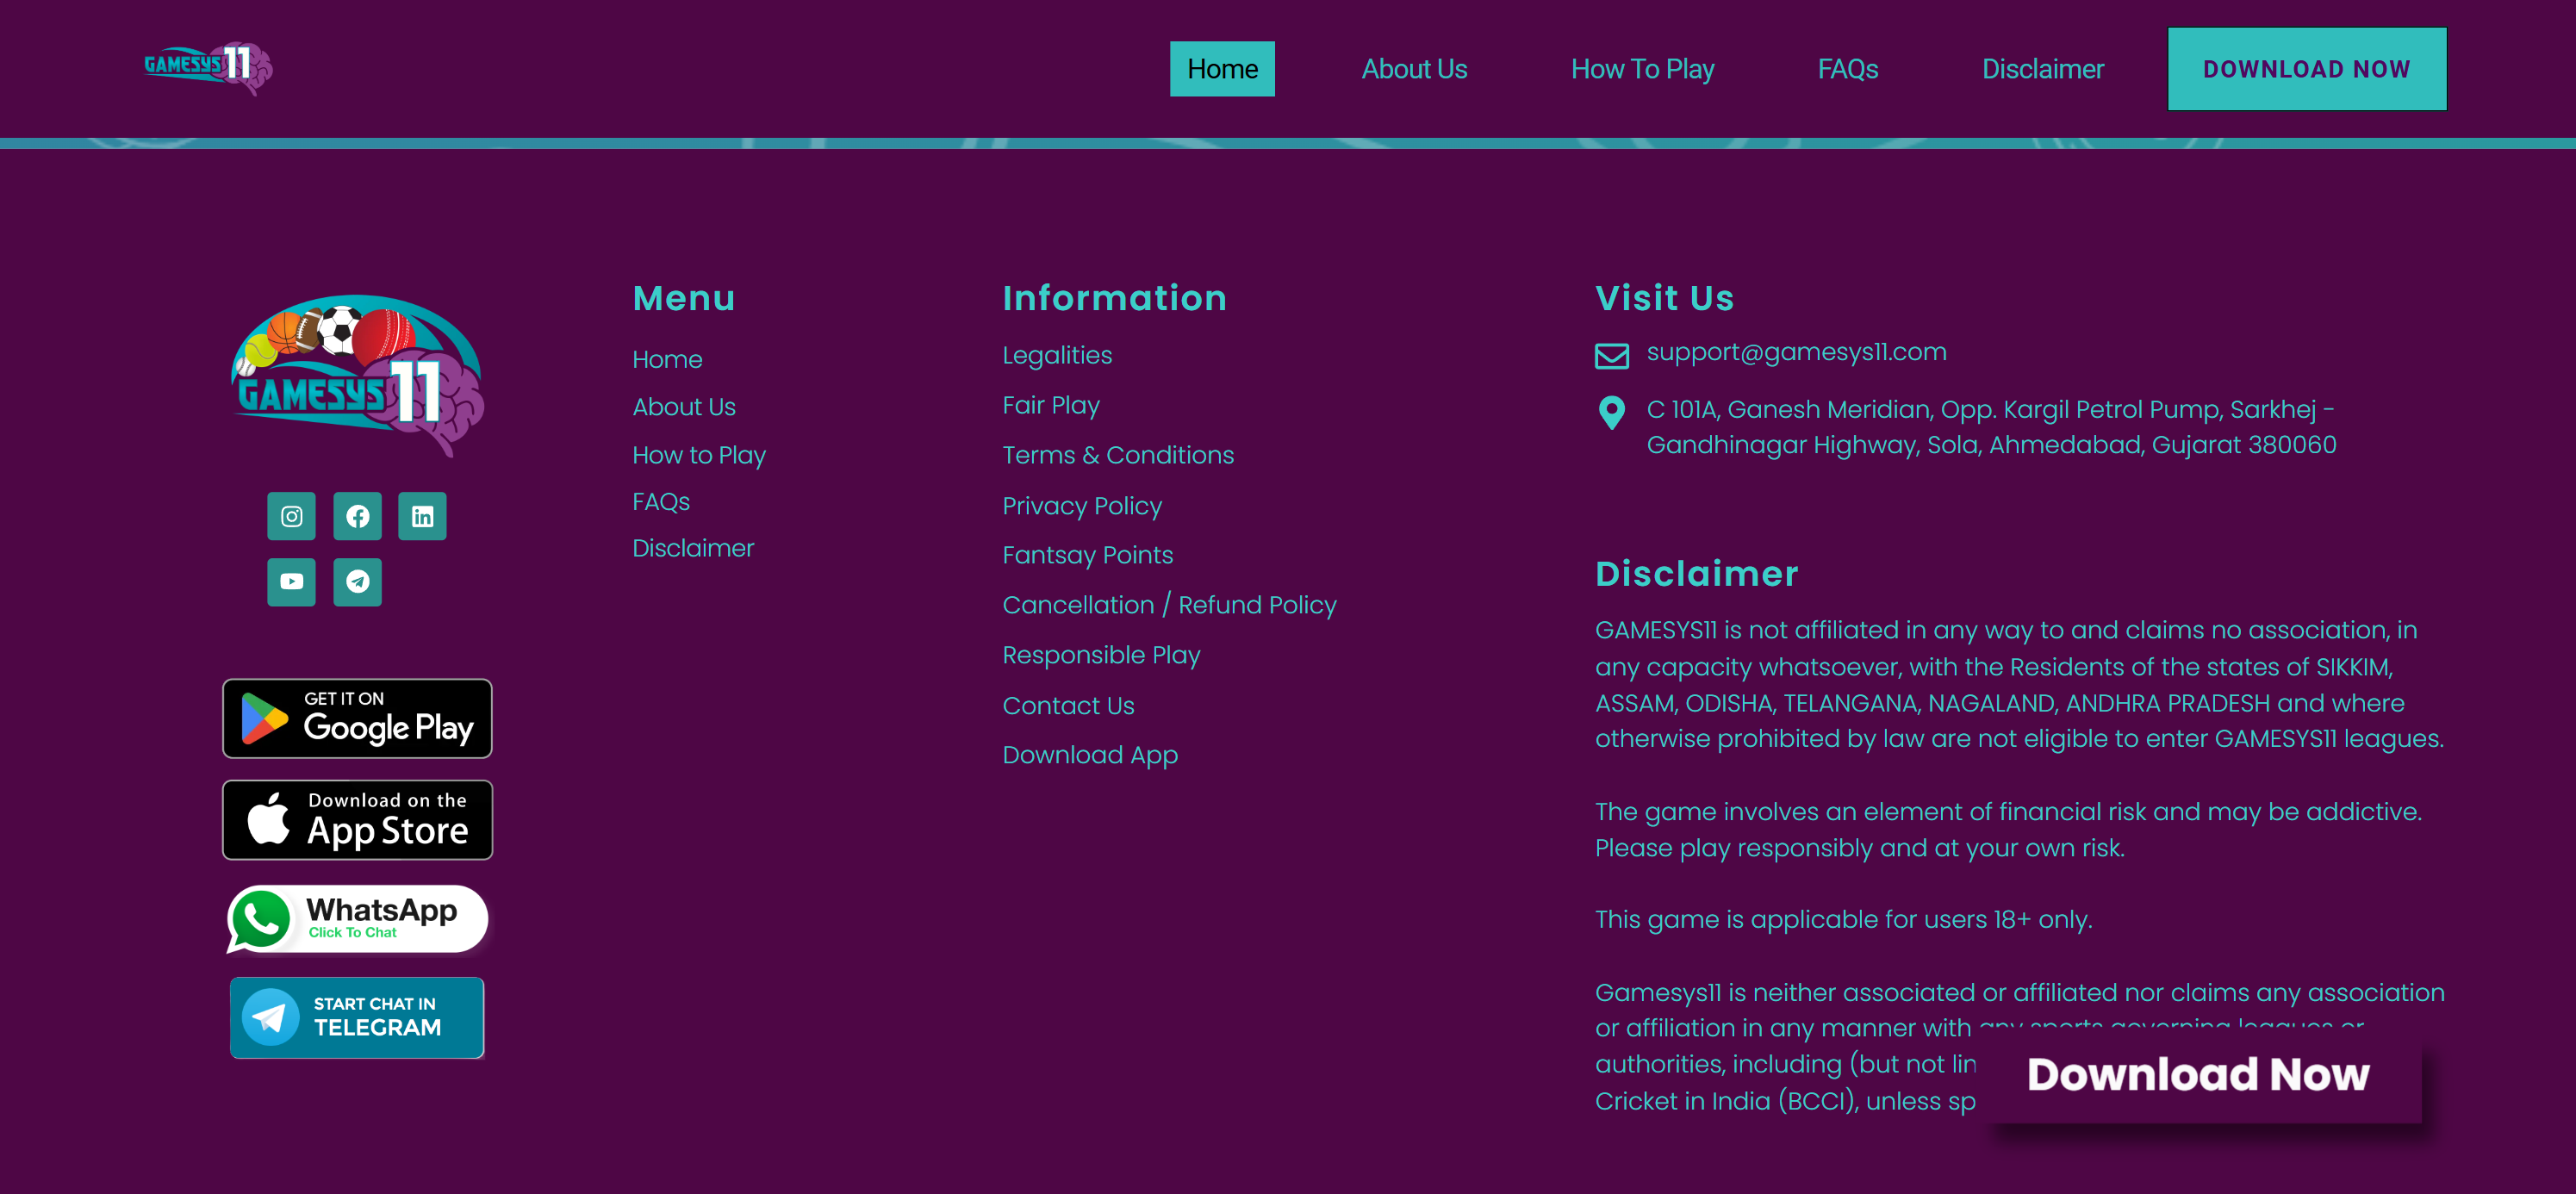 GAMESYS11
Home
About Us
How To Play
FAQs
Disclaimer
DOWNLOAD NOW
GAMESYS11
GET IT ON
Google Play
Download on the
App Store
WhatsApp
Click To Chat
START CHAT IN
TELEGRAM
Menu
Home
About Us
How to Play
FAQs
Disclaimer
Information
Legalities
Fair Play
Terms & Conditions
Privacy Policy
Fantsay Points
Cancellation / Refund Policy
Responsible Play
Contact Us
Download App
Visit Us
support@gamesys11.com
C 101A, Ganesh Meridian, Opp. Kargil Petrol Pump, Sarkhej -
Gandhinagar Highway, Sola, Ahmedabad, Gujarat 380060
Disclaimer
GAMESYS11 is not affiliated in any way to and claims no association, in
any capacity whatsoever, with the Residents of the states of SIKKIM,
ASSAM, ODISHA, TELANGANA, NAGALAND, ANDHRA PRADESH and where
otherwise prohibited by law are not eligible to enter GAMESYS11 leagues.
The game involves an element of financial risk and may be addictive.
Please play responsibly and at your own risk.
This game is applicable for users 18+ only.
Gamesys11 is neither associated or affiliated nor claims any association
or affiliation in any manner with any sports governing leagues or
authorities, including (but not
Cricket in India (BCCI), unless
Download Now